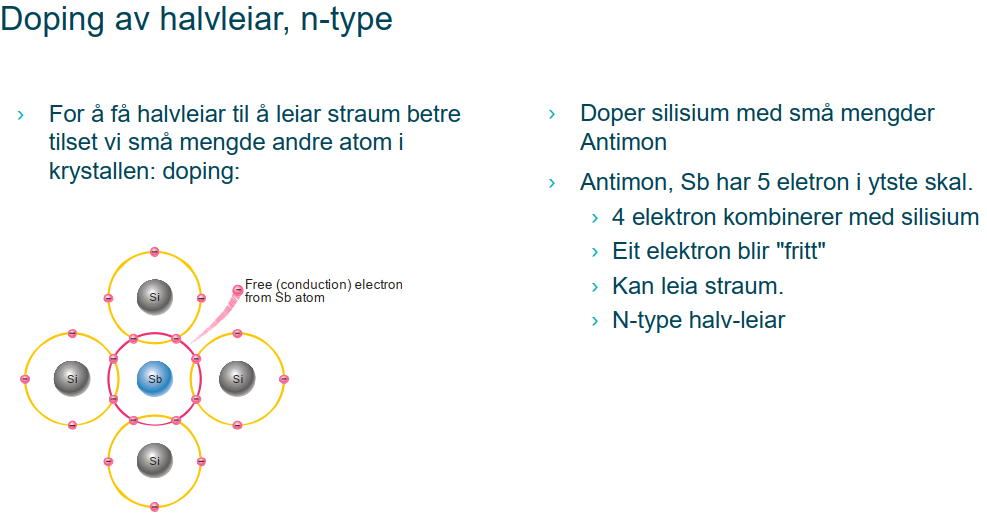 Doping av halvleiar, n-type
› For å få halvleiar til å leiar straum betre
tilset vi små mengde andre atom i
krystallen: doping:
Si
Free (conduction) electron
from Sb atom
Si
Sb
Si
Si
› Doper silisium med små mengder
Antimon
› Antimon, Sb har 5 eletron i ytste skal.
› 4 elektron kombinerer med silisium
› Eit elektron blir "fritt"
› Kan leia straum.
› N-type halv-leiar